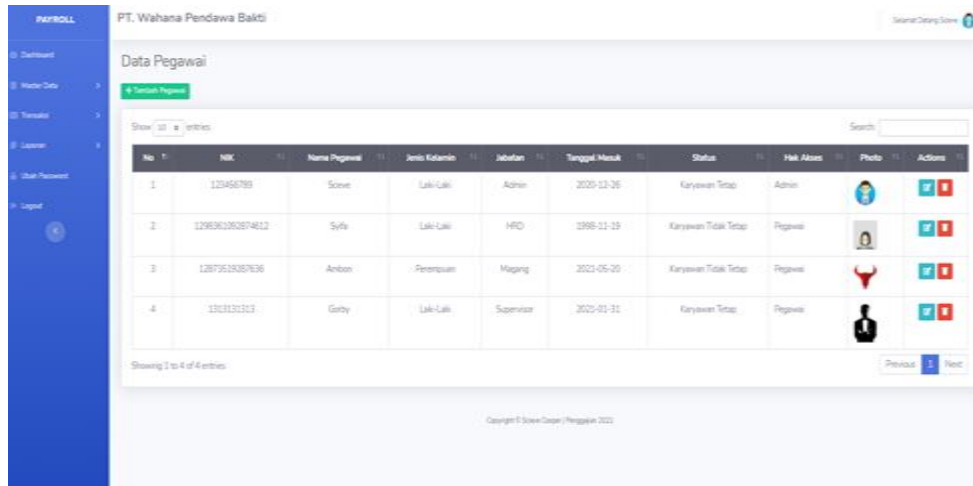 PAYROLL
PT. Wahana Pendawa Bakti
Selamat Datang Sceve
Dashboard
Master Data
Transaksi
Laporan
Ubah Password
Logout
Data Pegawai
+ Tambah Pegawai
Show 10 entries
Search:
No NIK Nama Pegawai Jenis Kelamin Jabatan Tanggal Masuk Status Hak Akses Photo Actions
1 123456789 Sceve Laki-Laki Admin 2020-12-26 Karyawan Tetap Admin
2 Syifa Laki-Laki HRD 1998-11-19 Karyawan Tidak Tetap Pegawai
3 Ambon Perempuan Magang 2021-05-20 Karyawan Tidak Tetap Pegawai
4 1313131313 Gorby Laki-Laki Supervisor 2021-01-31 Karyawan Tetap Pegawai
Showing 1 to 4 of 4 entries
Previous 1 Next
Copyright © Sceve Casper | Penggajian 2021